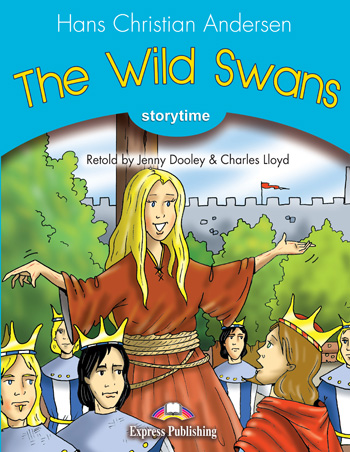 Hans Christian Andersen
The Wild Swans
storytime
Retold by Jenny Dooley & Charles Lloyd
Express Publishing